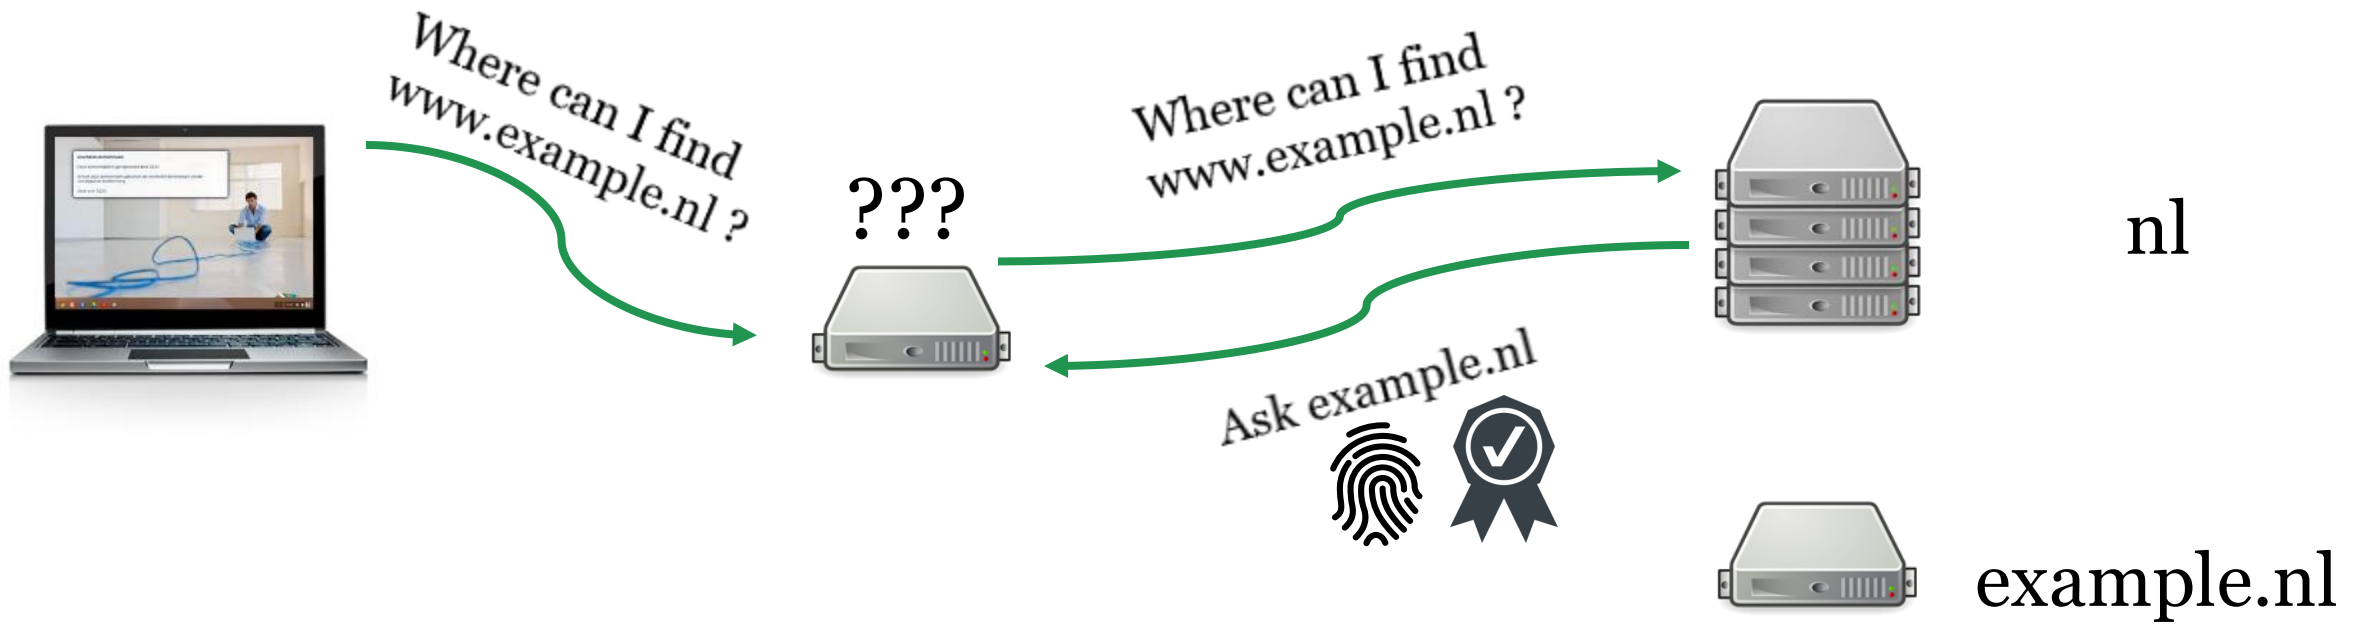 Where can I find
www.example.nl ?
???
Where can I find
www.example.nl ?
nl
Ask example.nl
example.nl